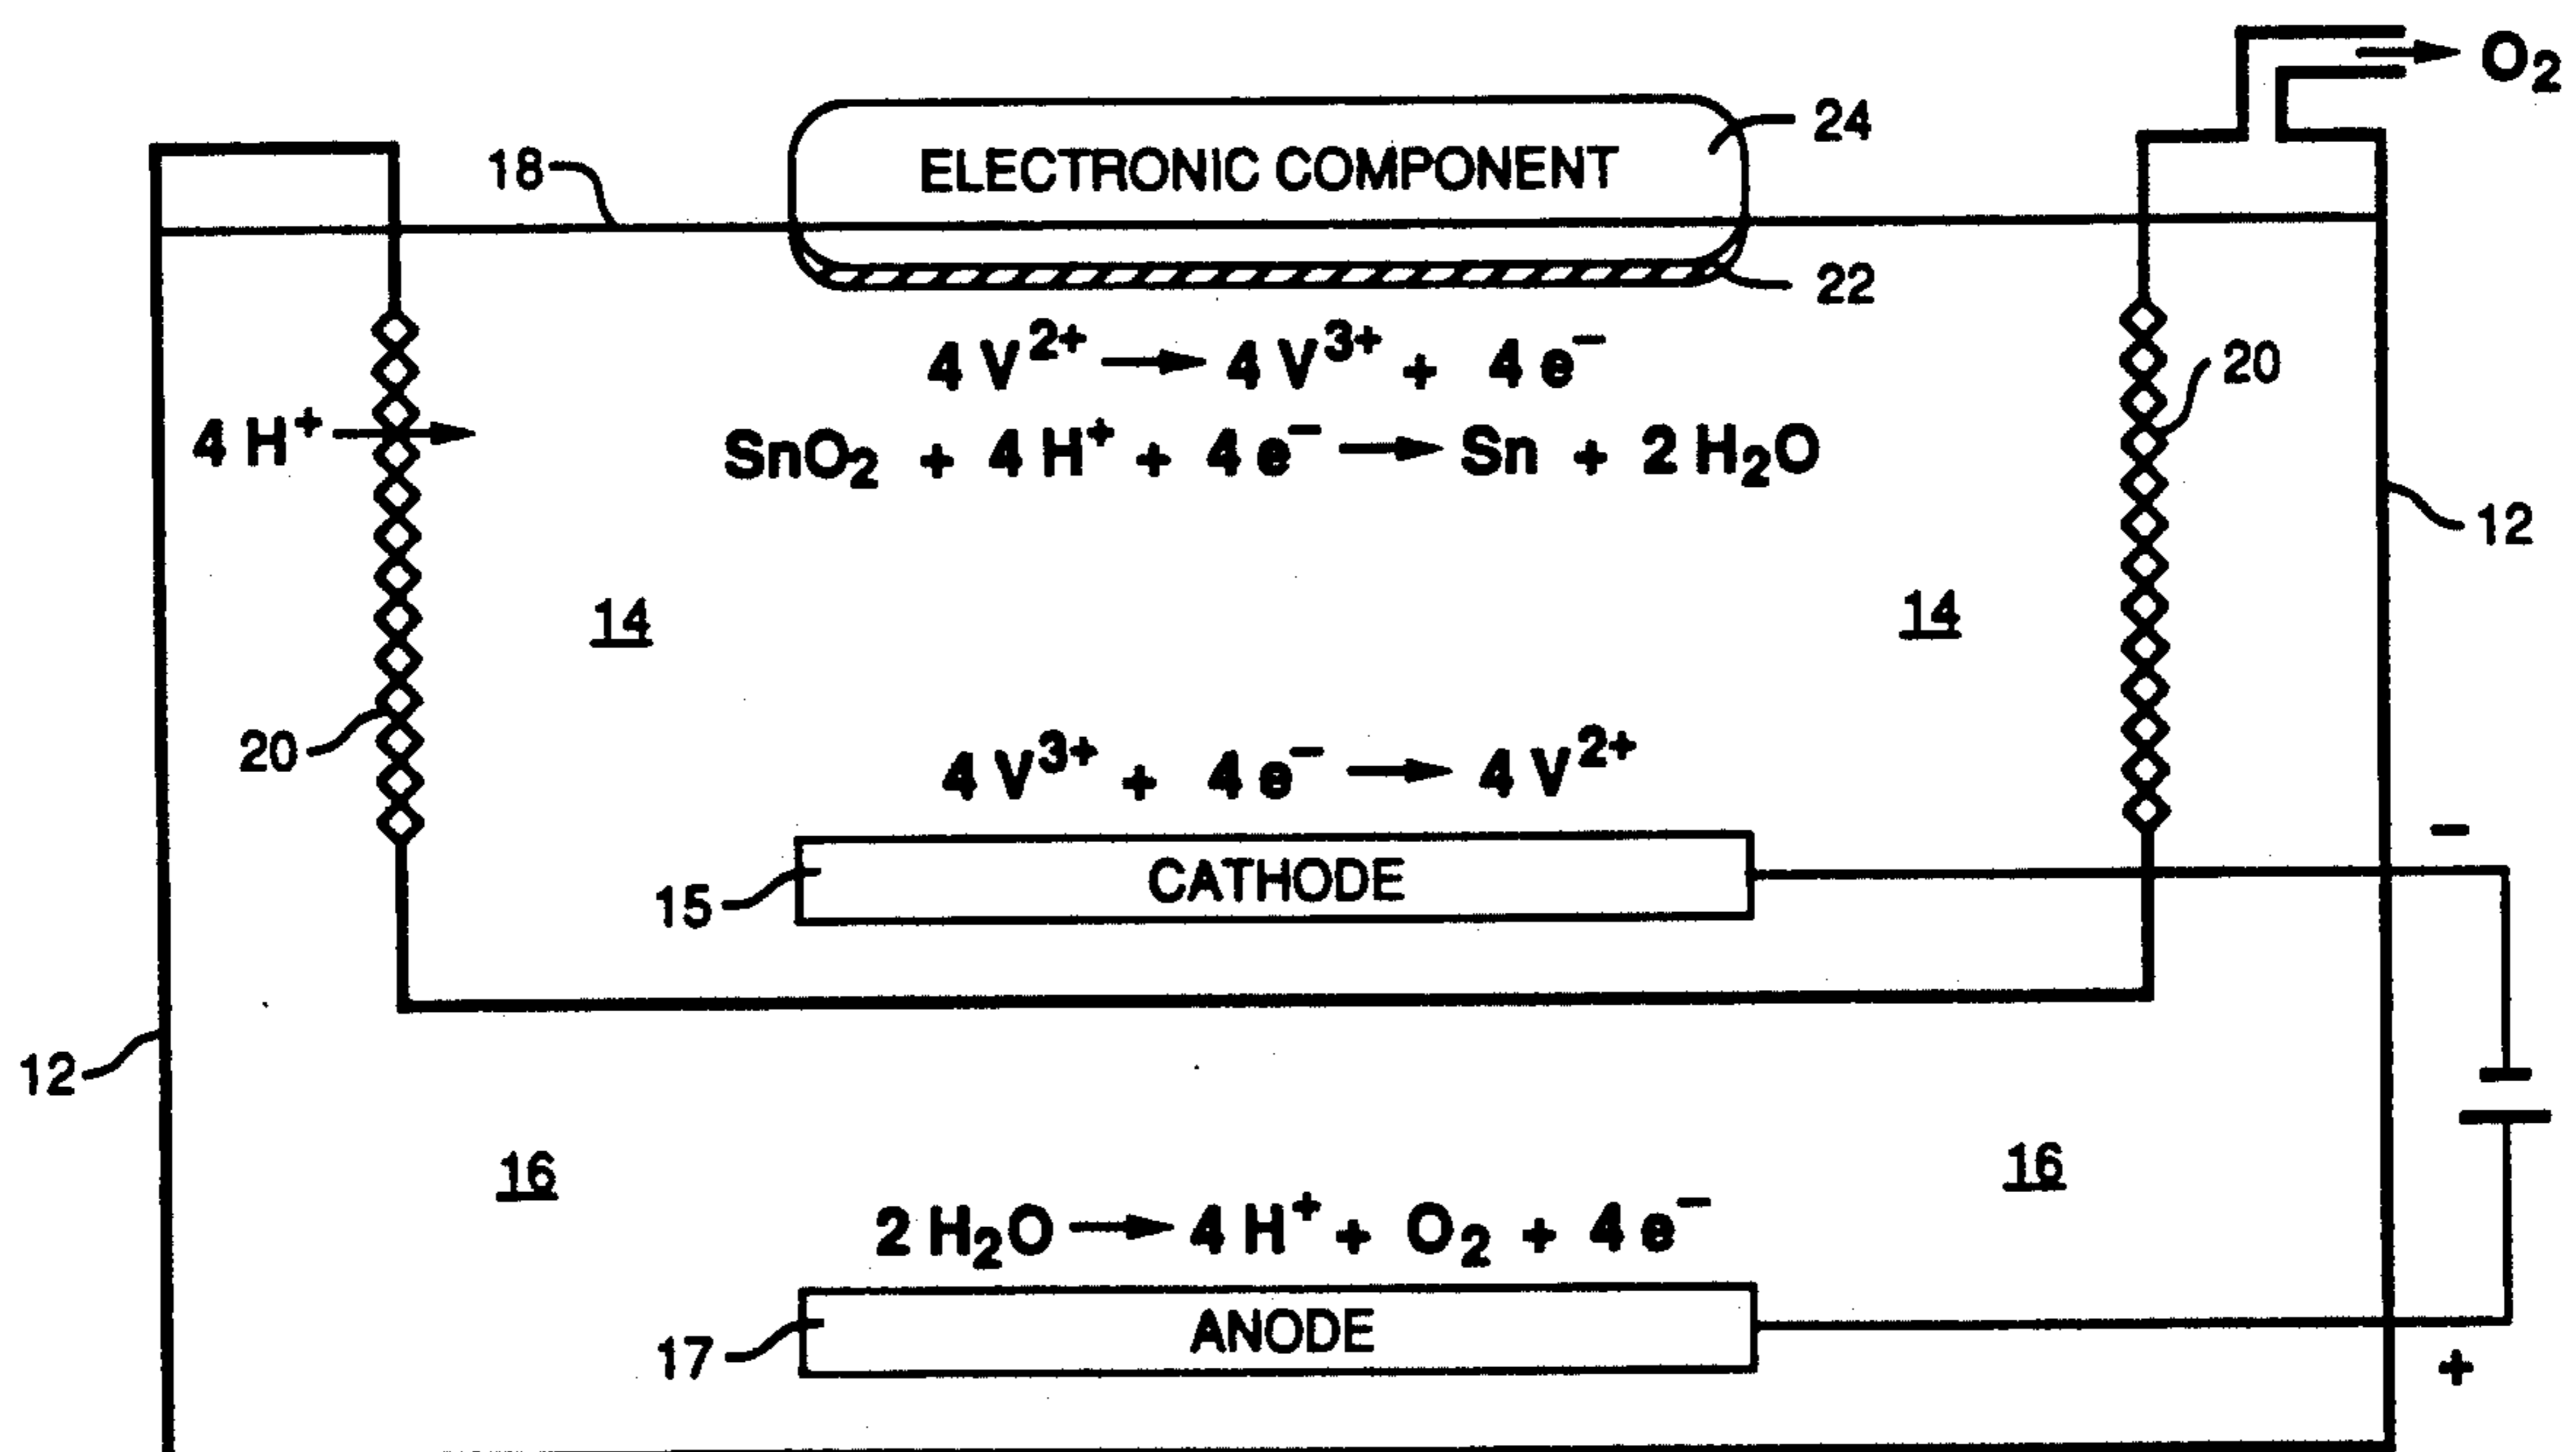 O₂
24
ELECTRONIC COMPONENT
18
22
4 V²⁺ → 4 V³⁺ + 4 e⁻
20
4 H⁺ →
SnO₂ + 4 H⁺ + 4 e⁻ → Sn + 2 H₂O
12
14
14
20
4 V³⁺ + 4 e⁻ → 4 V²⁺
−
15
CATHODE
12
16
16
2 H₂O → 4 H⁺ + O₂ + 4 e⁻
17
ANODE
+